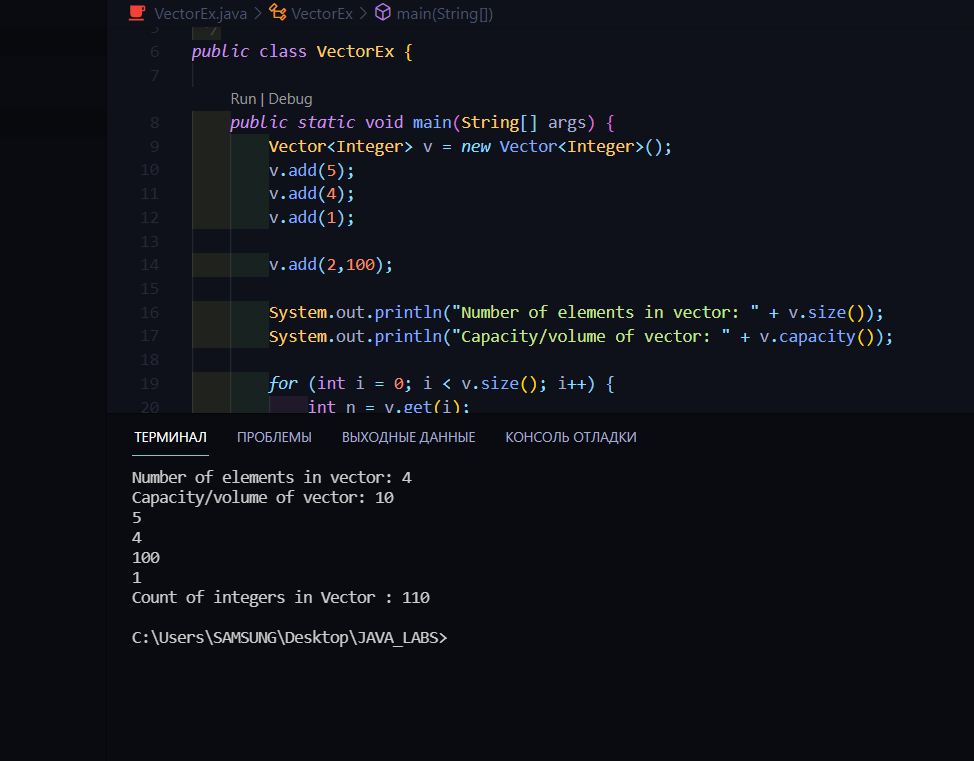 VectorEx.java > VectorEx > main(String[])
5 */
6 public class VectorEx {
7
Run | Debug
8 public static void main(String[] args) {
9 Vector<Integer> v = new Vector<Integer>();
10 v.add(5);
11 v.add(4);
12 v.add(1);
13
14 v.add(2,100);
15
16 System.out.println("Number of elements in vector: " + v.size());
17 System.out.println("Capacity/volume of vector: " + v.capacity());
18
19 for (int i = 0; i < v.size(); i++) {
20 int n = v.get(i);
ТЕРМИНАЛ ПРОБЛЕМЫ ВЫХОДНЫЕ ДАННЫЕ КОНСОЛЬ ОТЛАДКИ
Number of elements in vector: 4
Capacity/volume of vector: 10
5
4
100
1
Count of integers in Vector : 110
C:\Users\SAMSUNG\Desktop\JAVA_LABS>